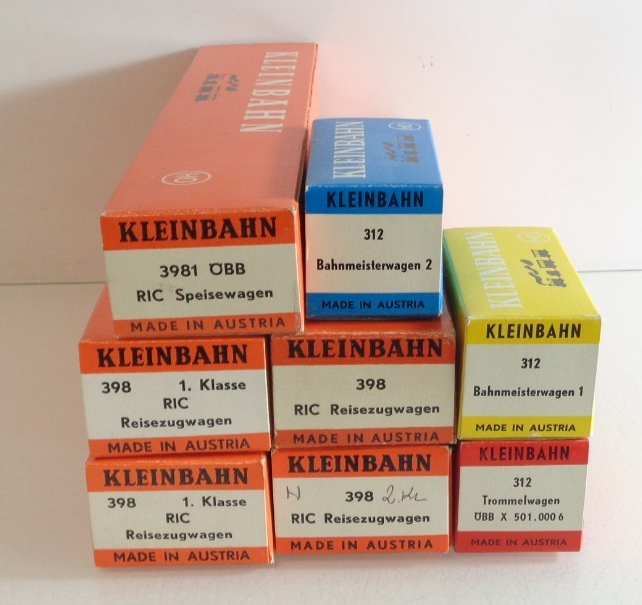 KLEINBAHN
HO
KLEINBAHN
3981 ÖBB
RIC Speisewagen
MADE IN AUSTRIA
KLEINBAHN
HO
KLEINBAHN
312
Bahnmeisterwagen 2
MADE IN AUSTRIA
KLEINBAHN
KLEINBAHN
312
Bahnmeisterwagen 1
MADE IN AUSTRIA
KLEINBAHN
398 1. Klasse
RIC
Reisezugwagen
MADE IN AUSTRIA
KLEINBAHN
398
RIC Reisezugwagen
MADE IN AUSTRIA
KLEINBAHN
398 1. Klasse
RIC
Reisezugwagen
MADE IN AUSTRIA
KLEINBAHN
N 398 2.Kl
RIC Reisezugwagen
MADE IN AUSTRIA
KLEINBAHN
312
Trommelwagen
ÖBB X 501.000 6
MADE IN AUSTRIA